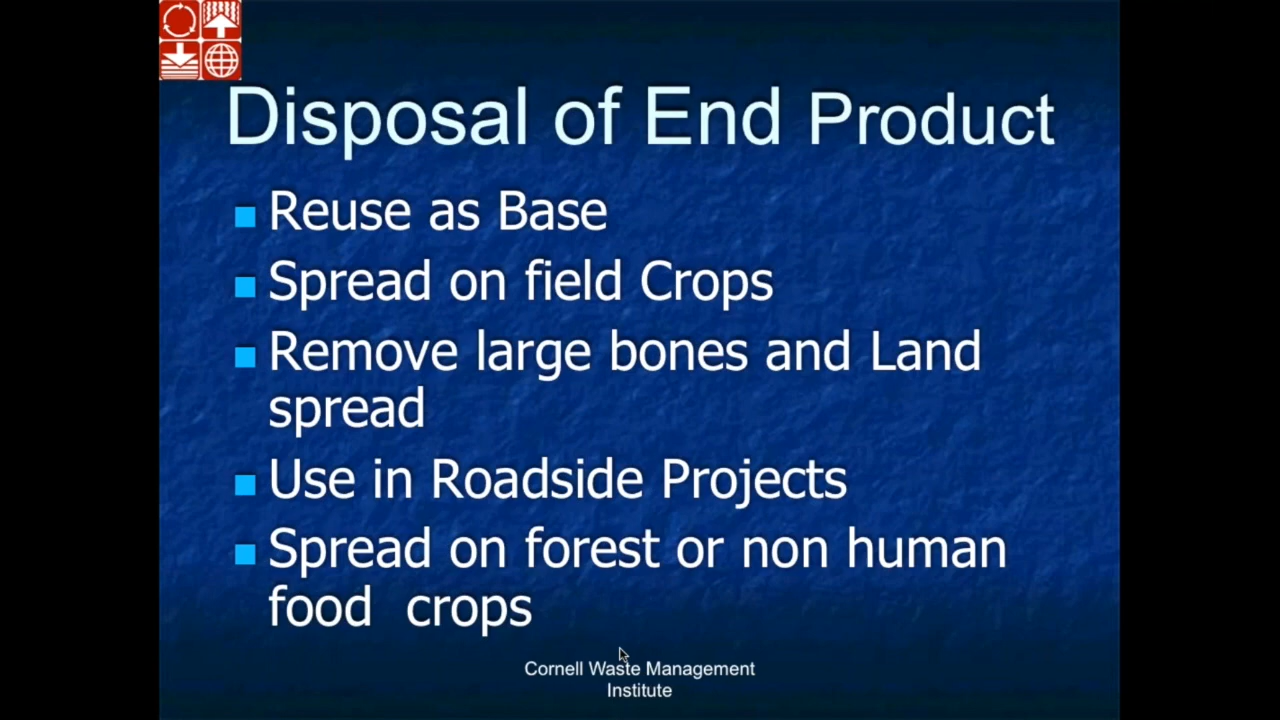 Disposal of End Product
Reuse as Base
Spread on field Crops
Remove large bones and Land
spread
Use in Roadside Projects
Spread on forest or non human
food crops
Cornell Waste Management
Institute